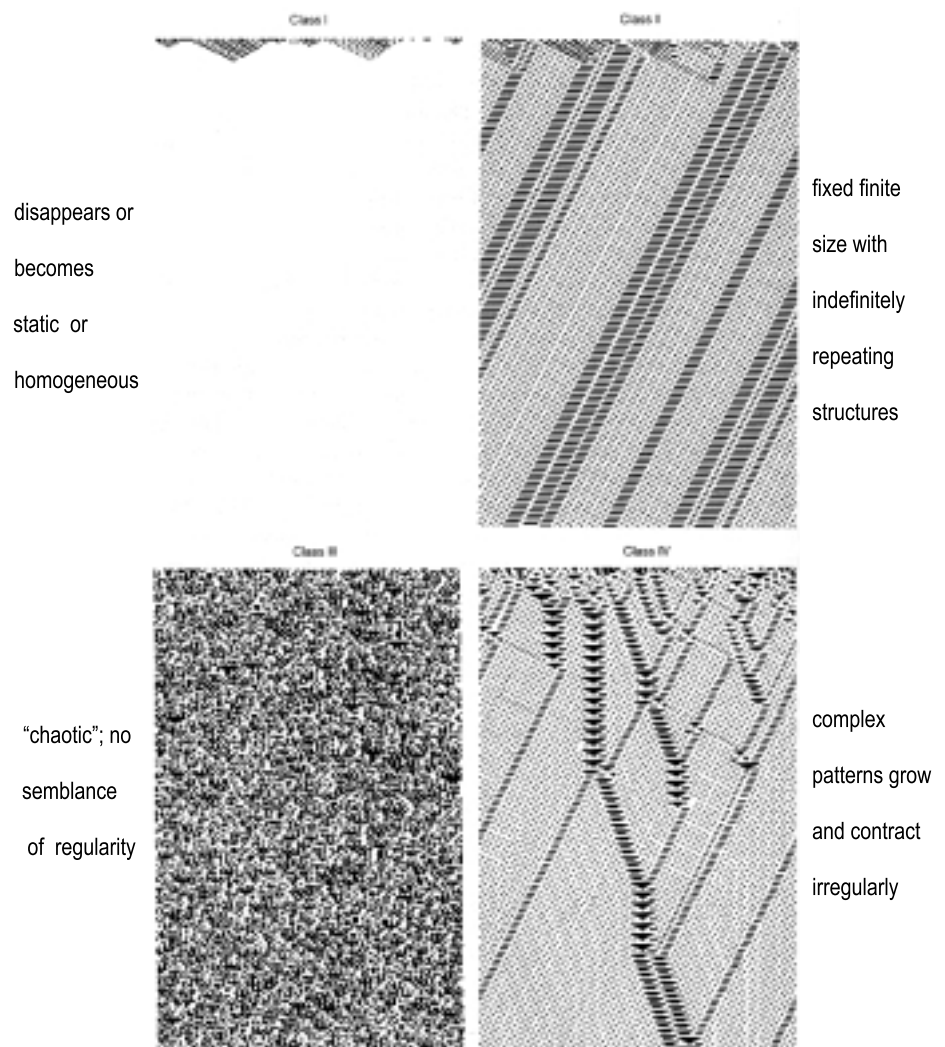 Class I
Class II
disappears or
becomes
static or
homogeneous
fixed finite
size with
indefinitely
repeating
structures
Class III
Class IV
“chaotic”; no
semblance
of regularity
complex
patterns grow
and contract
irregularly